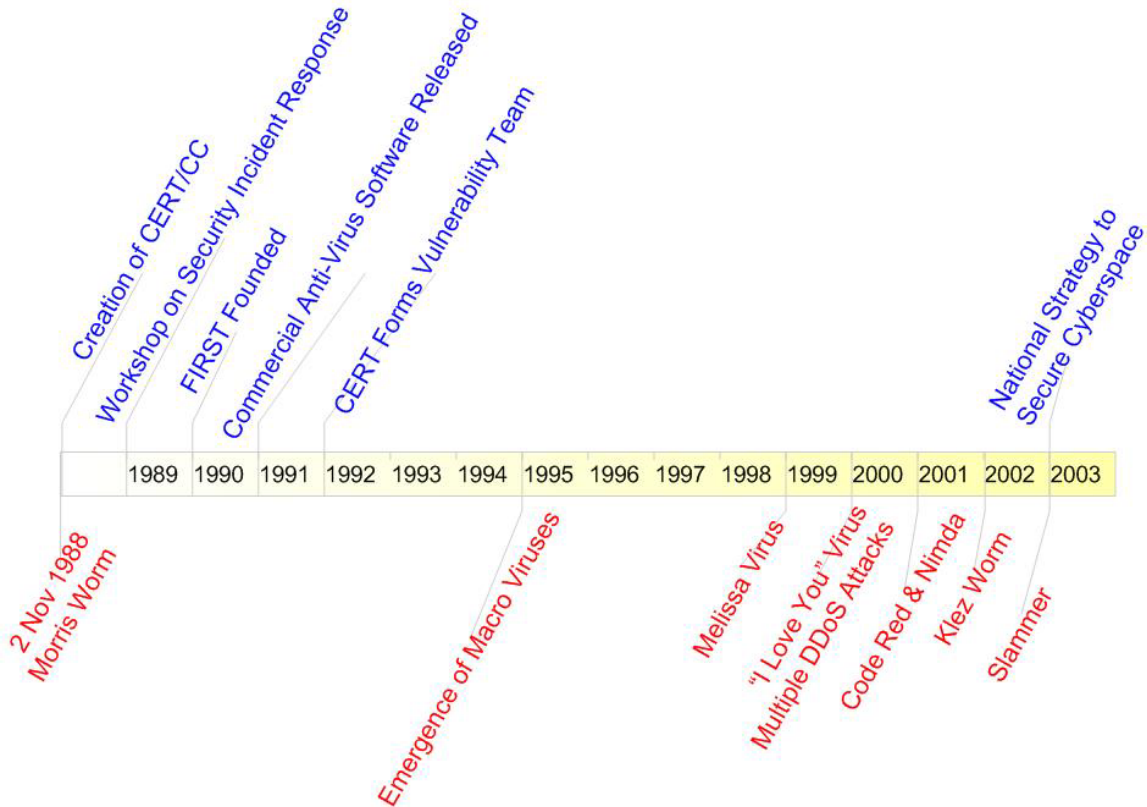 Creation of CERT/CC
Workshop on Security Incident Response
FIRST Founded
Commercial Anti-Virus Software Released
CERT Forms Vulnerability Team
National Strategy to
Secure Cyberspace
1989 1990 1991 1992 1993 1994 1995 1996 1997 1998 1999 2000 2001 2002 2003
2 Nov 1988
Morris Worm
Emergence of Macro Viruses
Melissa Virus
“I Love You” Virus
Multiple DDoS Attacks
Code Red & Nimda
Klez Worm
Slammer